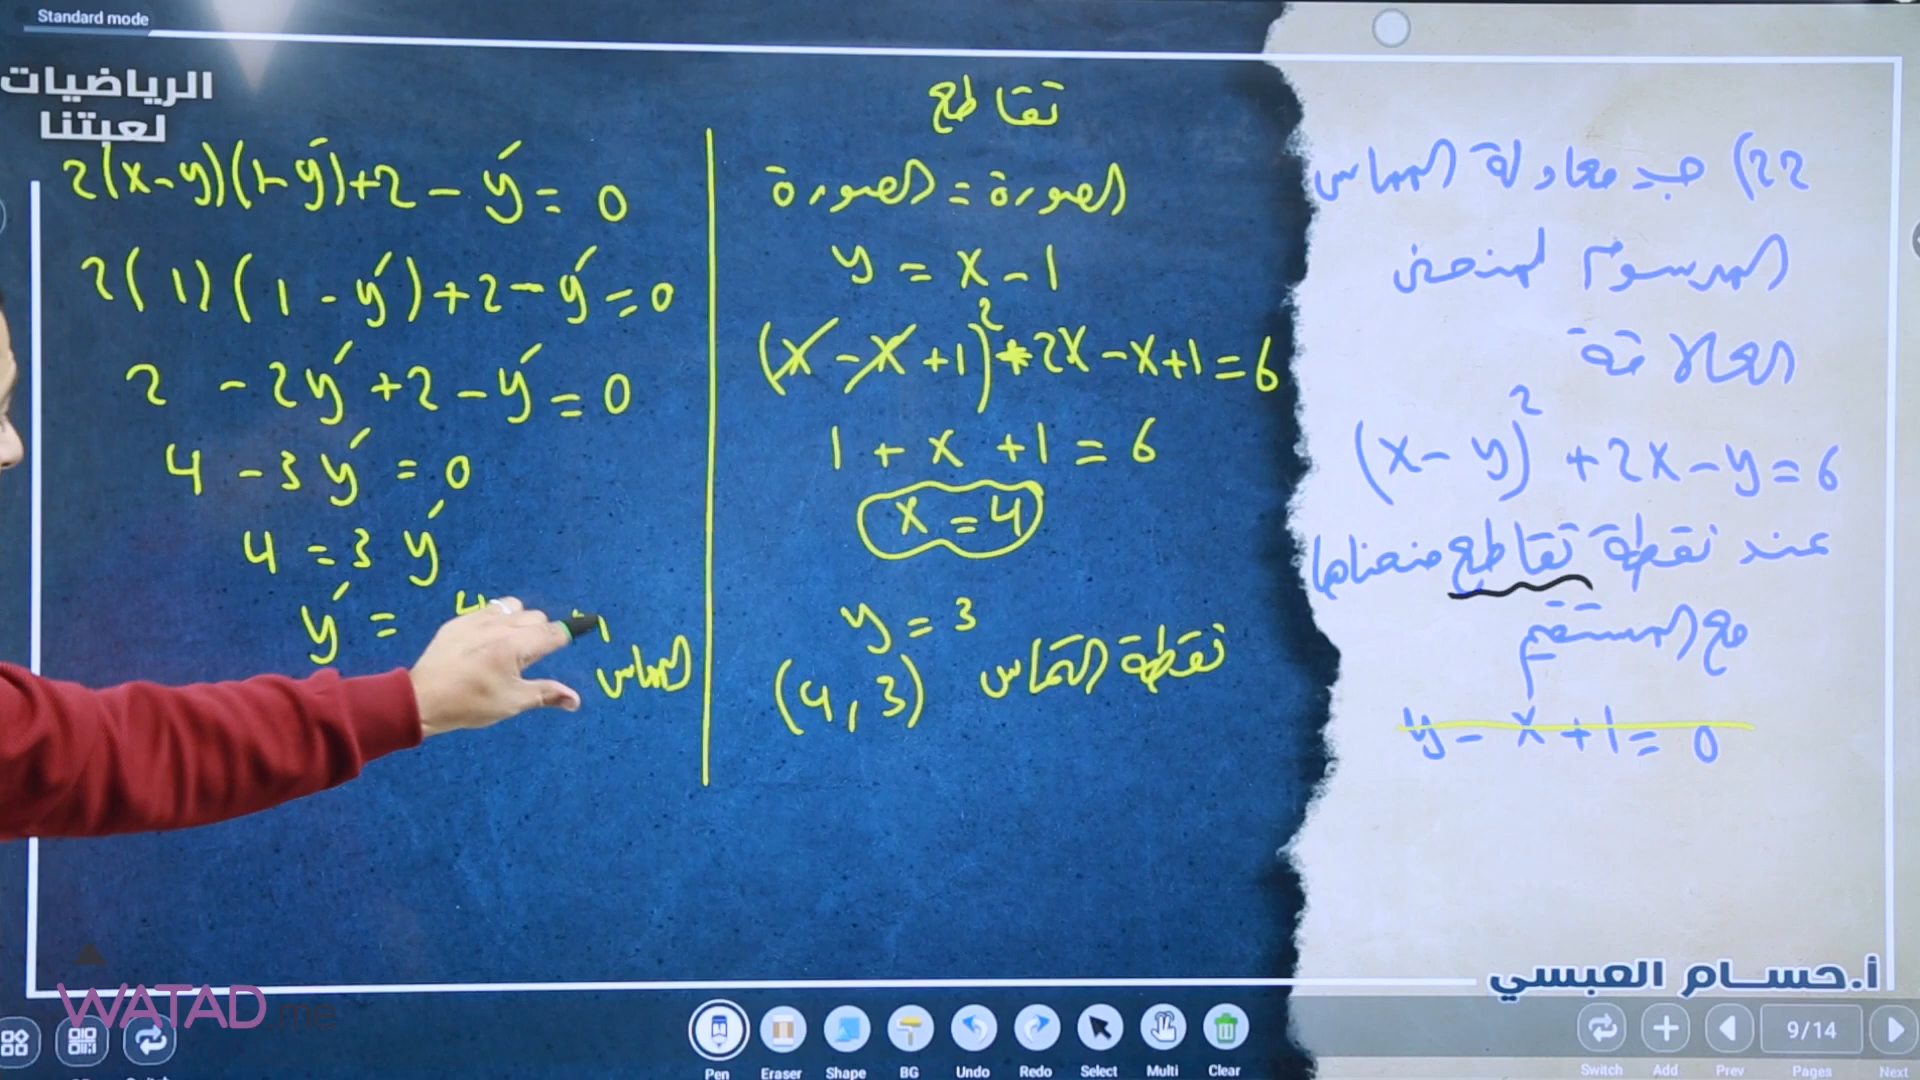 Standard mode
الرياضيات
لعبتنا
22) جد معادلة المماس
المرسوم لمنحنى
العلاقة
(x-y)² + 2x - y = 6
عند نقطة تقاطع منحناها
مع المستقيم
y - x + 1 = 0
تقاطع
الصورة = الصورة
y = x - 1
(x - x + 1)² + 2x - x + 1 = 6
1 + x + 1 = 6
x = 4
y = 3
(4, 3) نقطة التماس
2(x-y)(1-y') + 2 - y' = 0
2(1)(1 - y') + 2 - y' = 0
2 - 2y' + 2 - y' = 0
4 - 3y' = 0
4 = 3y'
y' = 4
المماس
أ.حسام العبسي
WATAD.me
Pen Eraser Shape BG Undo Redo Select Multi Clear
9/14
Switch Add Prev Pages Next